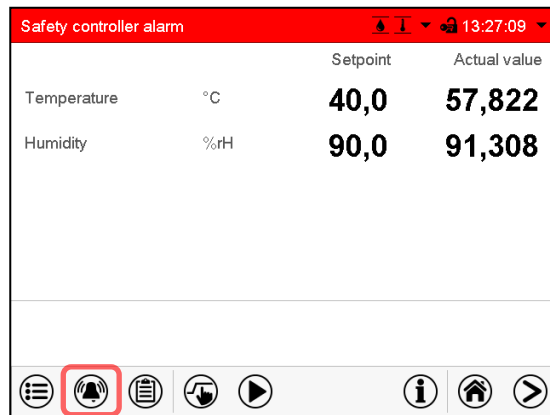 Safety controller alarm 13:27:09
Setpoint Actual value
Temperature °C 40,0 57,822
Humidity %rH 90,0 91,308